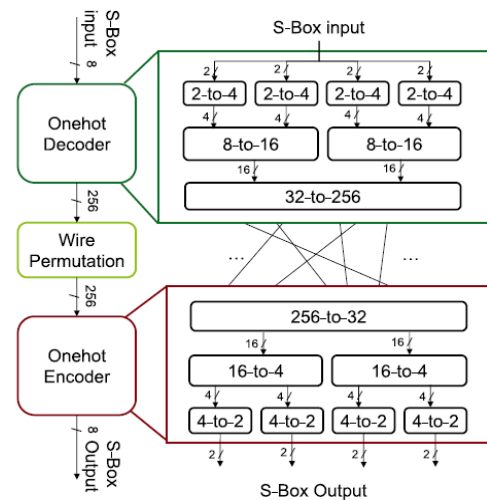 S-Box
input
8
Onehot
Decoder
256
Wire
Permutation
256
Onehot
Encoder
8
S-Box
Output
S-Box input
2 2 2 2
2-to-4 2-to-4 2-to-4 2-to-4
4 4 4 4
8-to-16 8-to-16
16 16
32-to-256
... ...
256-to-32
16 16
16-to-4 16-to-4
4 4 4 4
4-to-2 4-to-2 4-to-2 4-to-2
2 2 2 2
S-Box Output